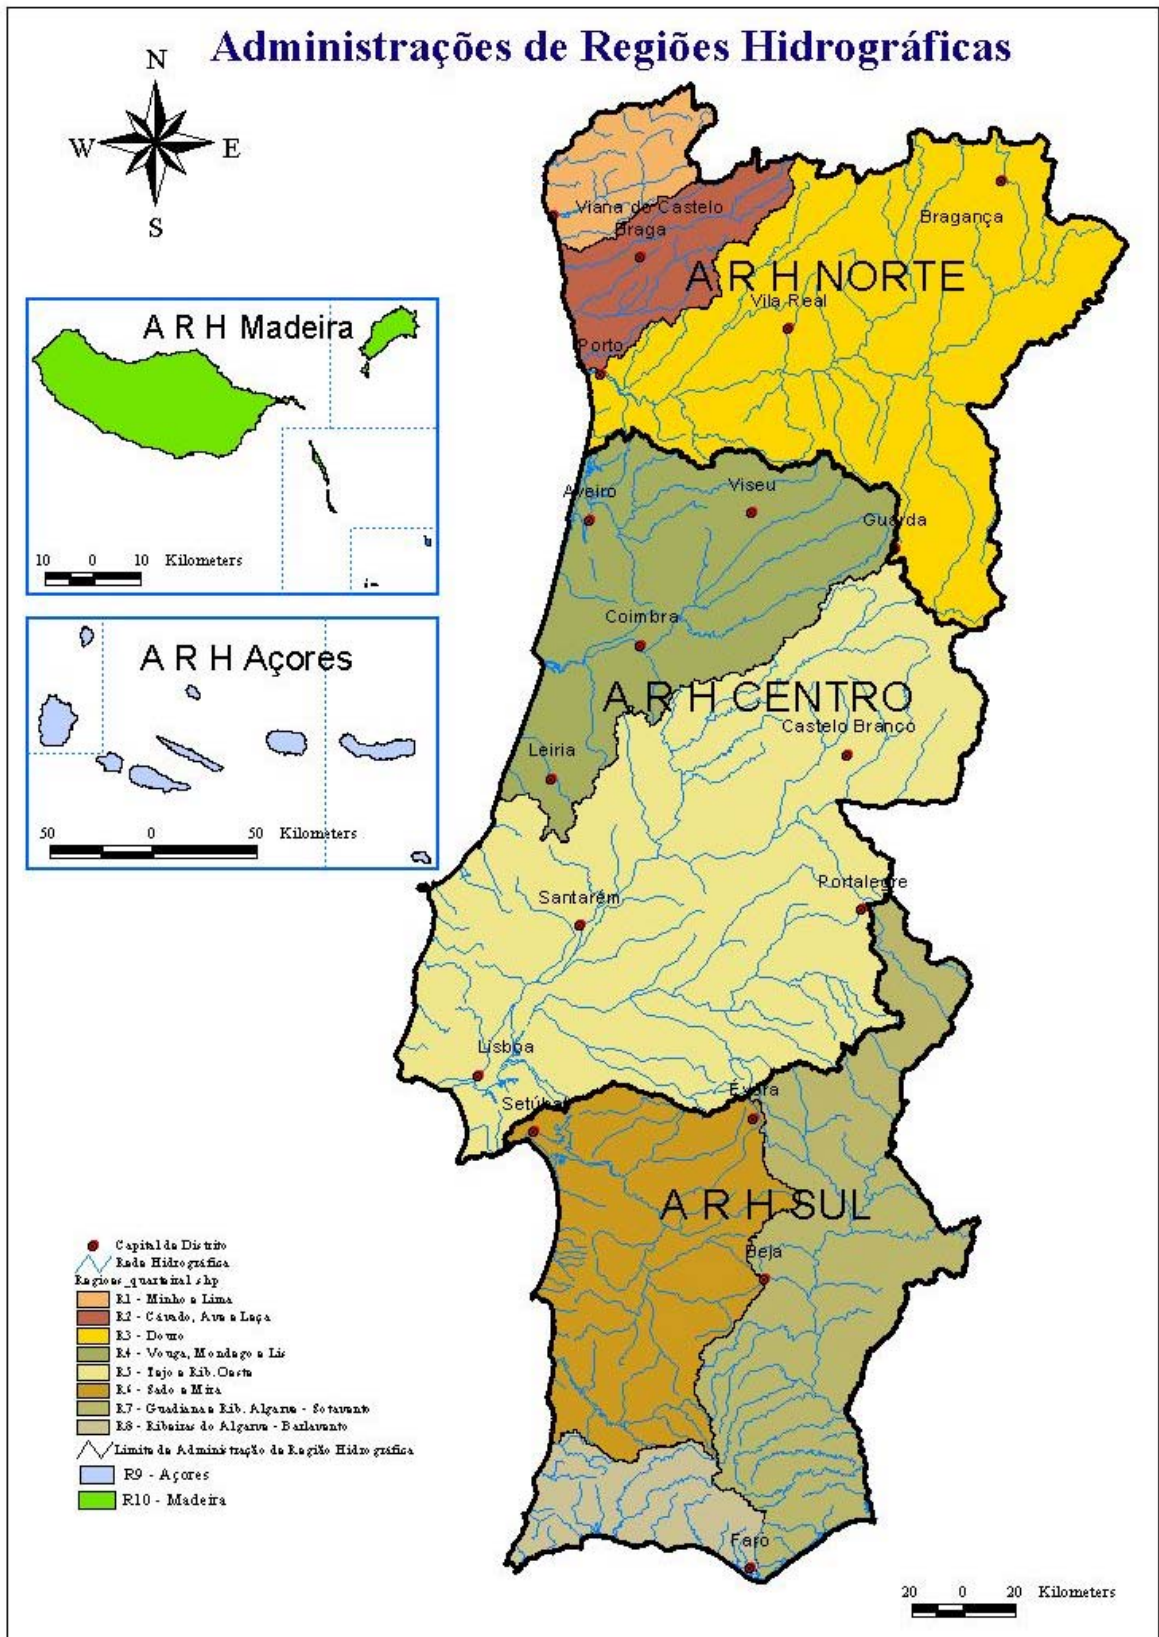 Administrações de Regiões Hidrográficas
N
W
E
S
Viana do Castelo
Braga
Bragança
A R H NORTE
Vila Real
Porto
A R H Madeira
10 0 10 Kilometers
Aveiro
Viseu
Guarda
Coimbra
A R H Açores
50 0 50 Kilometers
A R H CENTRO
Castelo Branco
Leiria
Santarém
Portalegre
Lisboa
Setúbal
Évora
A R H SUL
Beja
Faro
Capital de Distrito
Rede Hidrográfica
Regioes_quarteira1.shp
R1 - Minho e Lima
R2 - Cávado, Ave e Leça
R3 - Douro
R4 - Vouga, Mondego e Lis
R5 - Tejo e Rib. Oeste
R6 - Sado e Mira
R7 - Guadiana e Rib. Algarve - Sotavento
R8 - Ribeiras do Algarve - Barlavento
Limite de Administração de Região Hidrográfica
R9 - Açores
R10 - Madeira
20 0 20 Kilometers